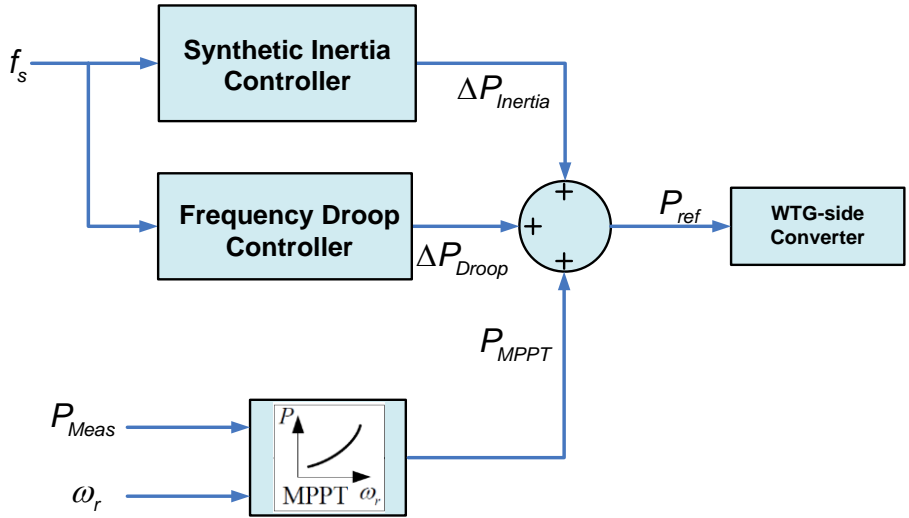 f_s
Synthetic Inertia
Controller
ΔP_Inertia
+
+
+
P_ref
WTG-side
Converter
Frequency Droop
Controller
ΔP_Droop
P_MPPT
P_Meas
ω_r
P
MPPT ω_r